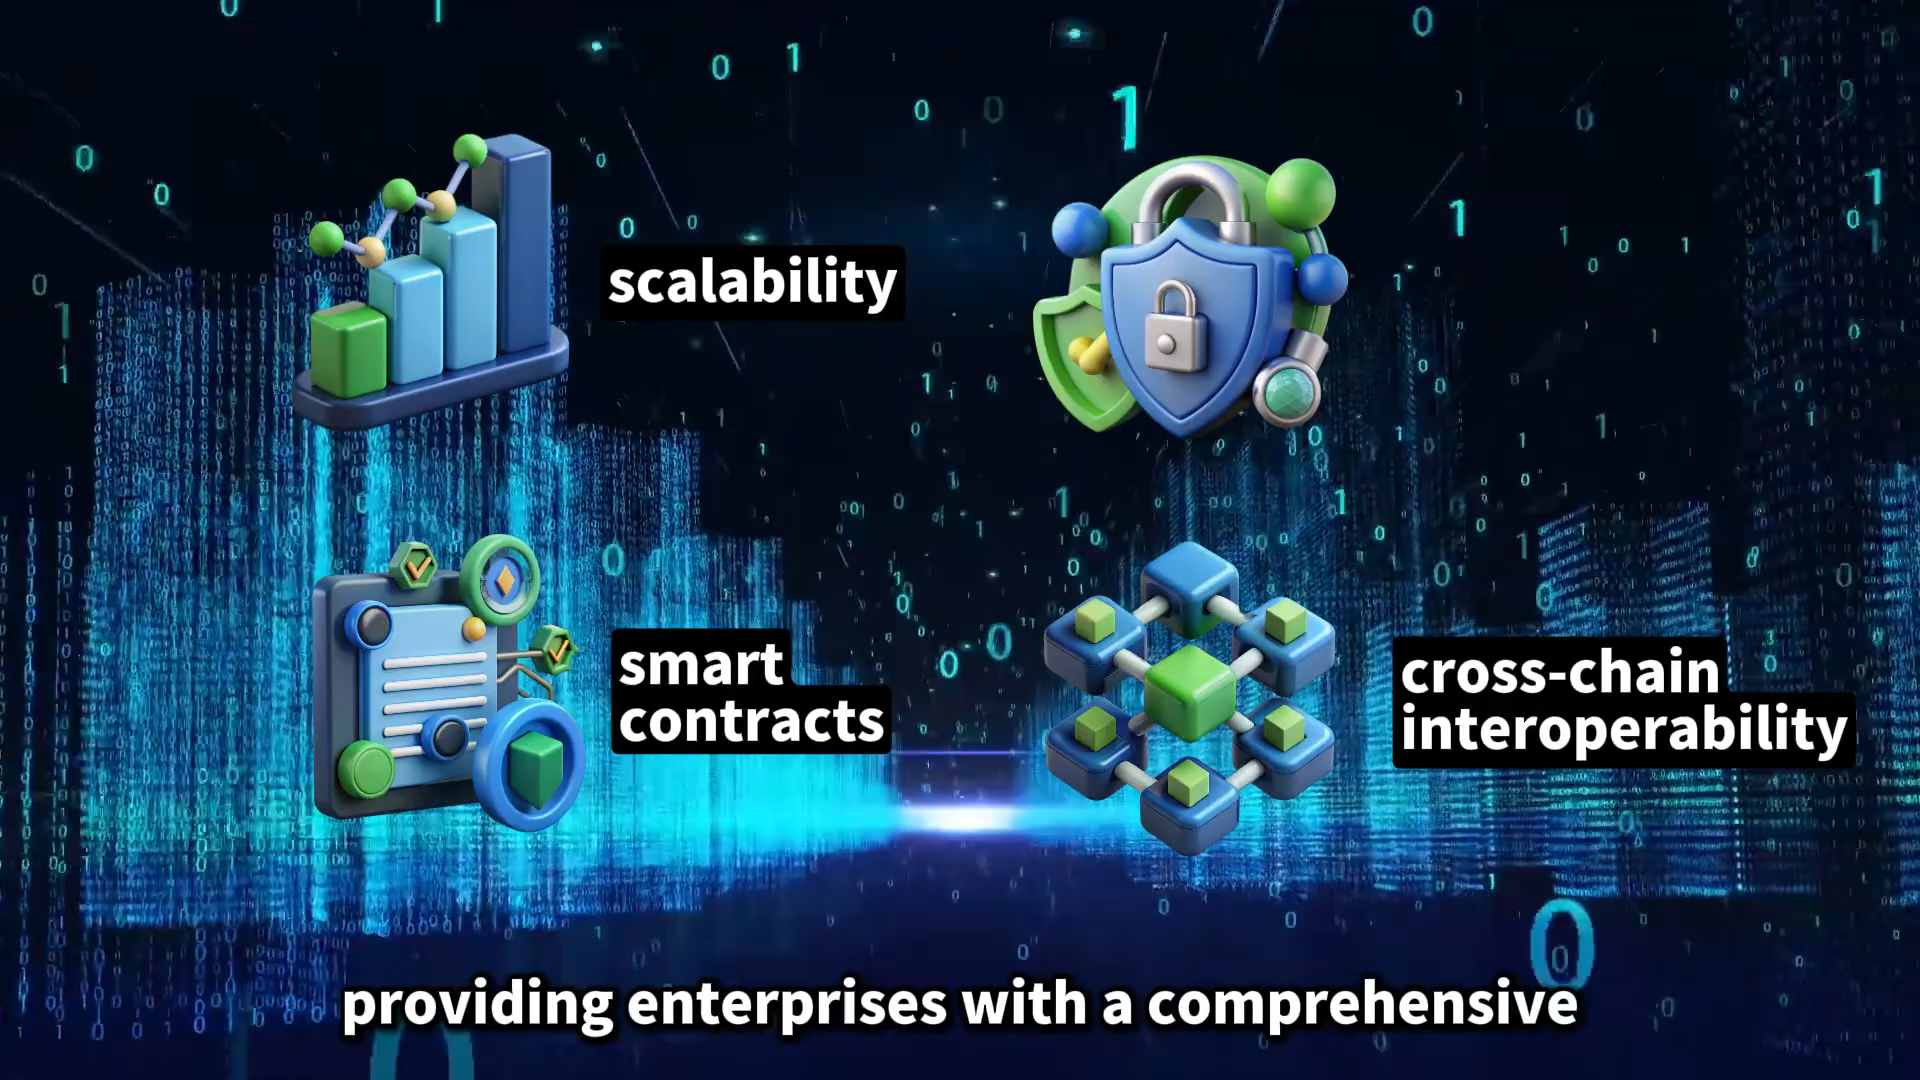 scalability
smart
contracts
cross-chain
interoperability
providing enterprises with a comprehensive